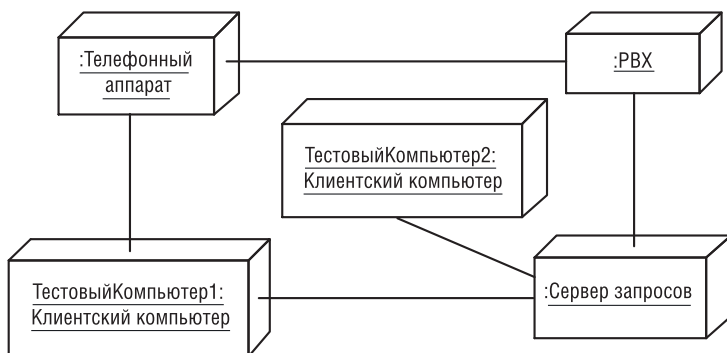 :Телефонный
аппарат
:PBX
ТестовыйКомпьютер2:
Клиентский компьютер
ТестовыйКомпьютер1:
Клиентский компьютер
:Сервер запросов